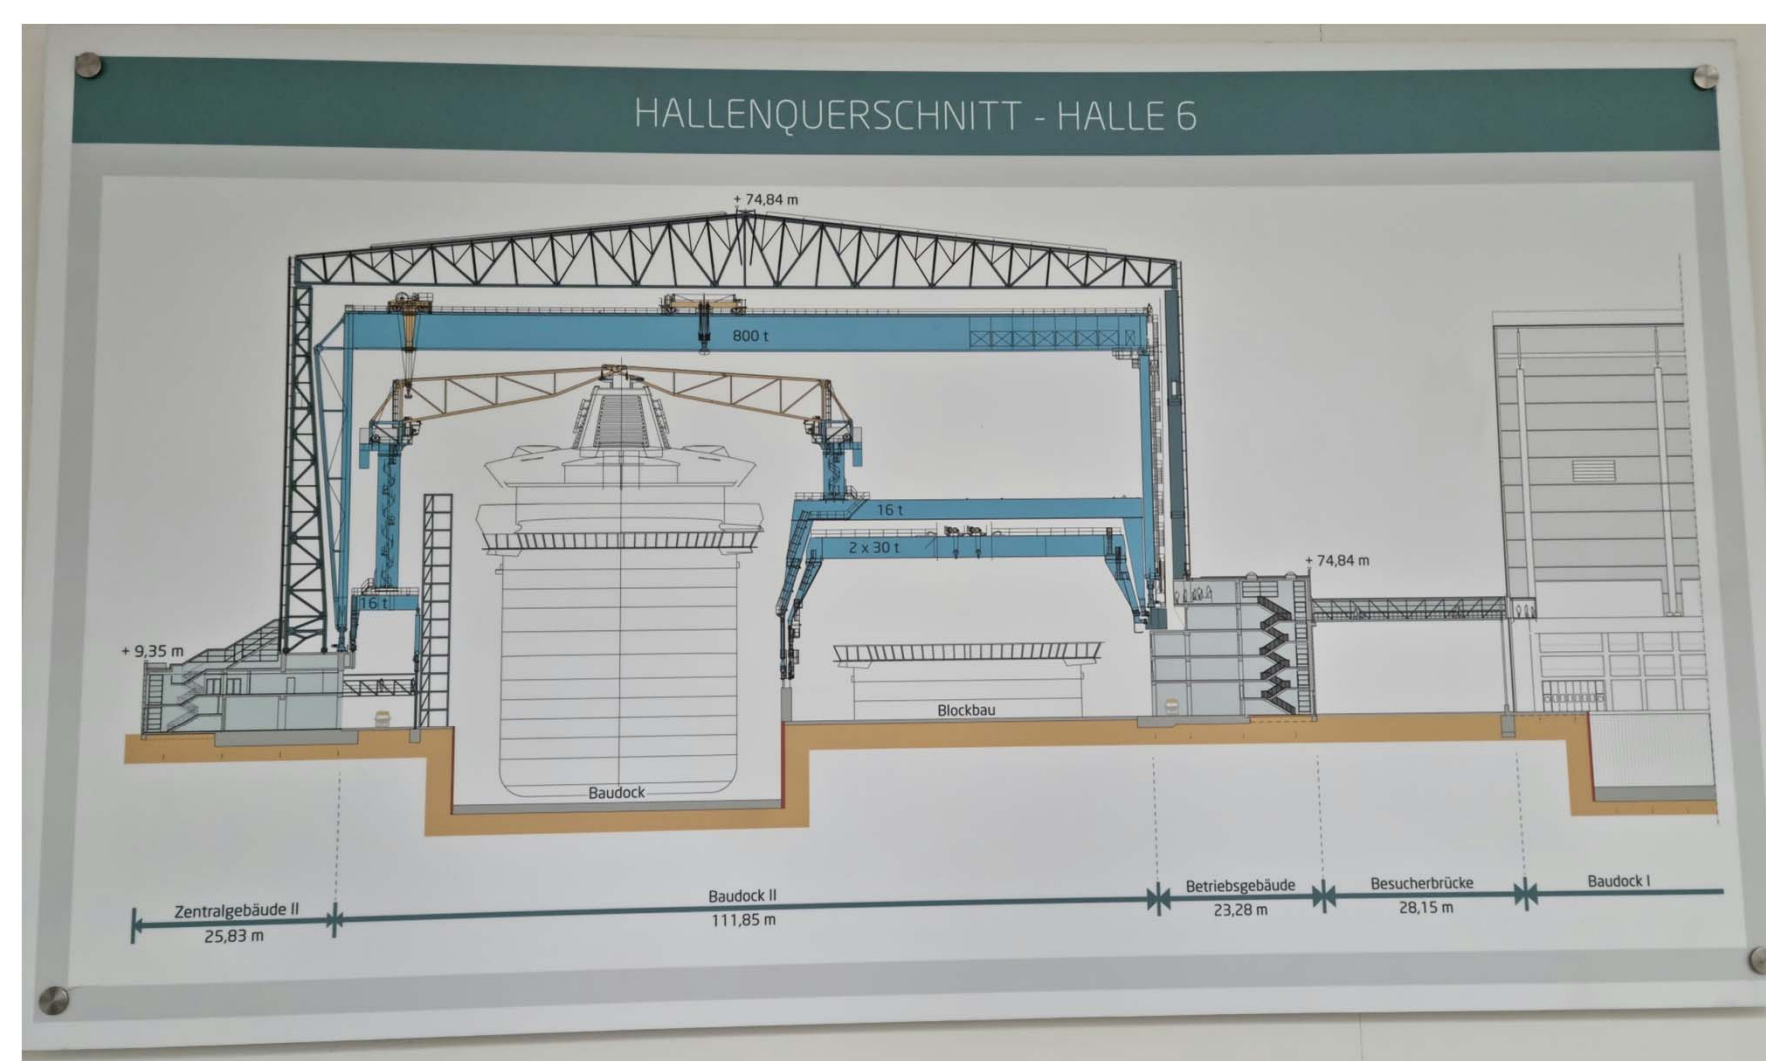 HALLENQUERSCHNITT - HALLE 6
+ 74,84 m
800 t
16 t
2 x 30 t
+ 74,84 m
16 t
+ 9,35 m
Blockbau
Baudock
Zentralgebäude II
25,83 m
Baudock II
111,85 m
Betriebsgebäude
23,28 m
Besucherbrücke
28,15 m
Baudock I